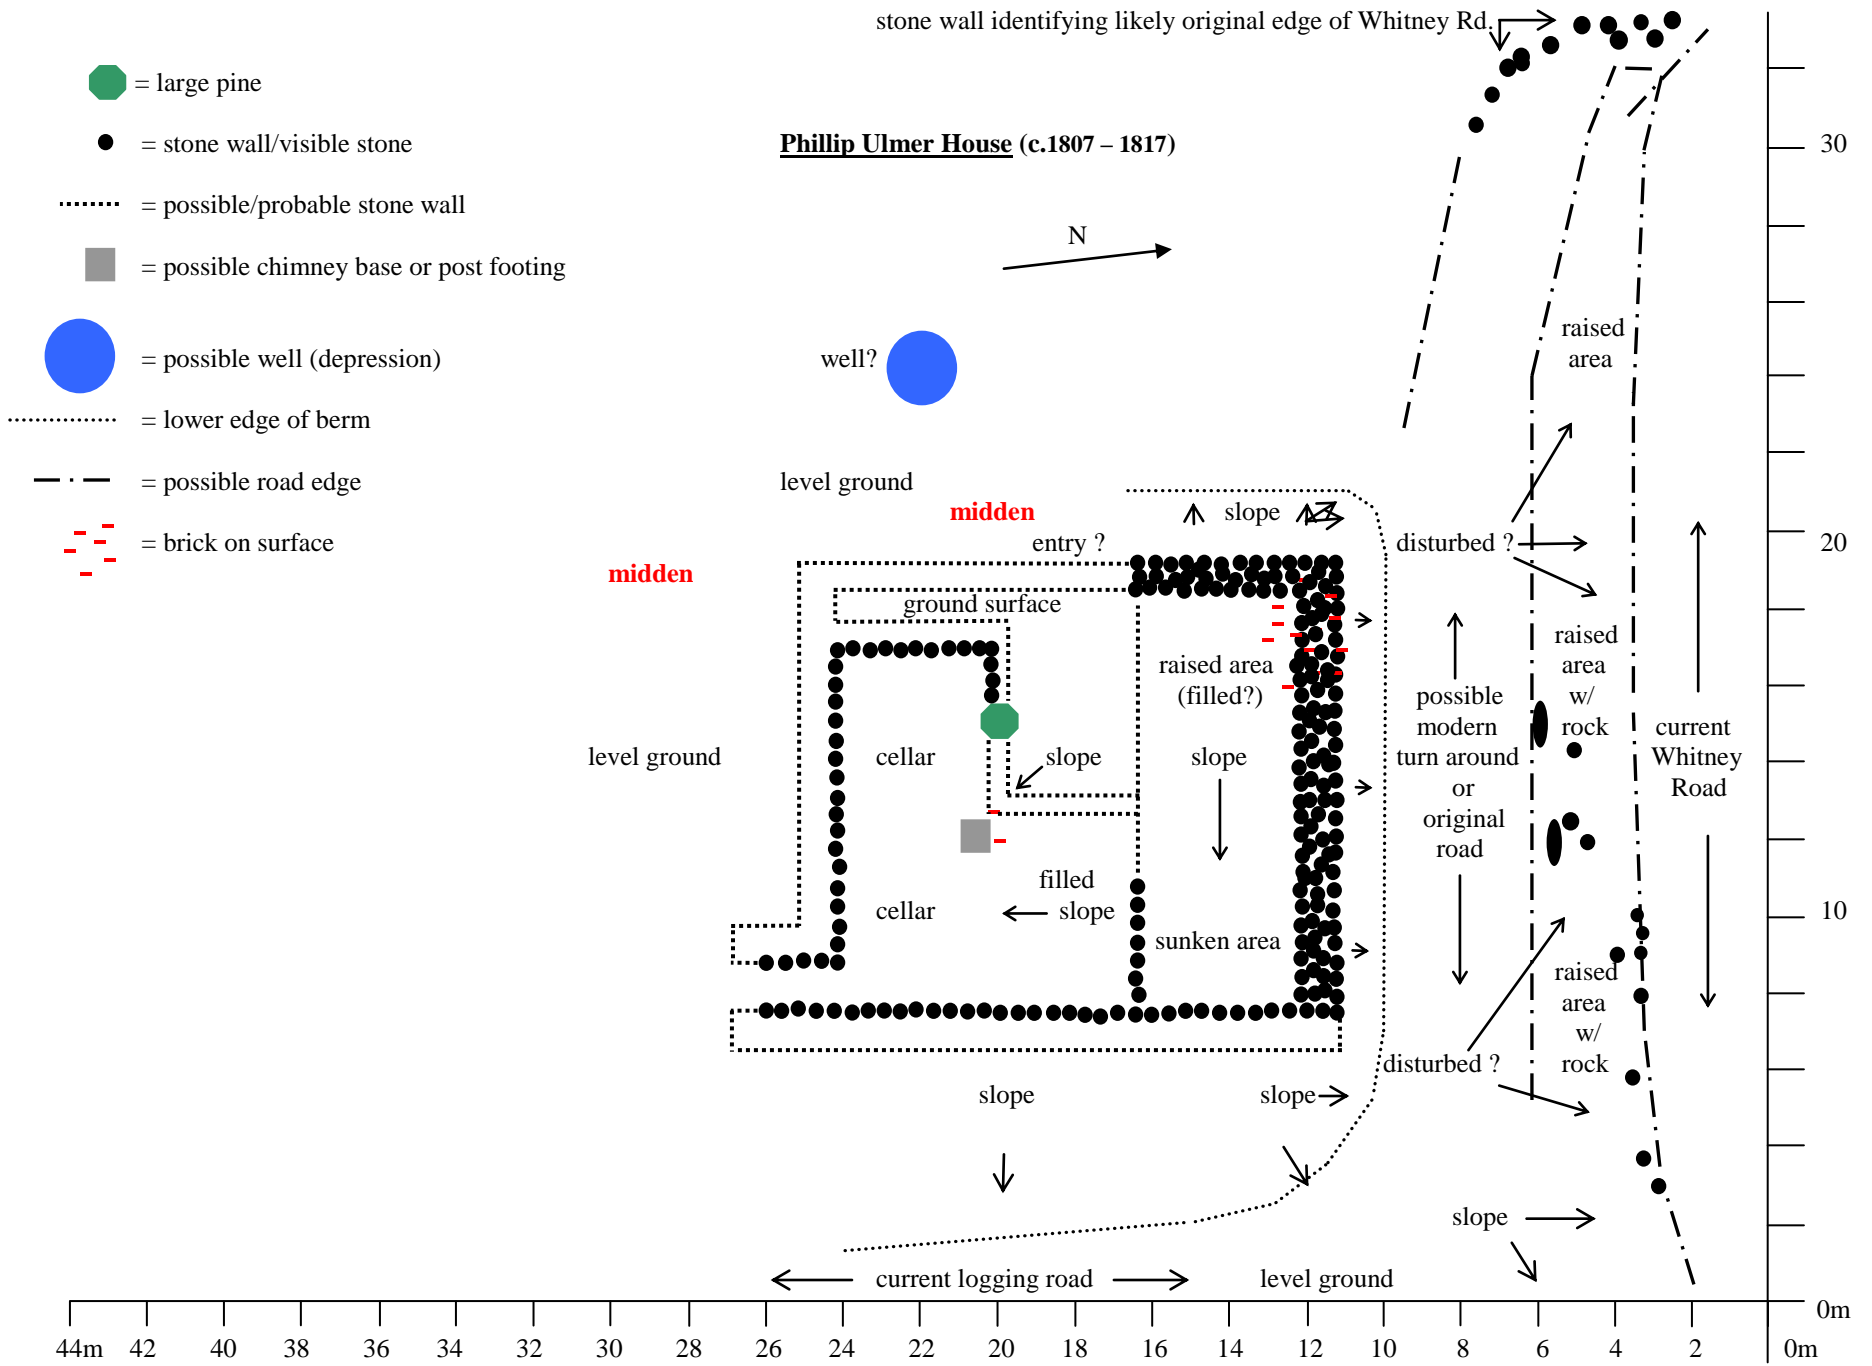 stone wall identifying likely original edge of Whitney Rd.
= large pine
= stone wall/visible stone
Phillip Ulmer House (c.1807 – 1817)
30
= possible/probable stone wall
N
= possible chimney base or post footing
raised
area
well?
= possible well (depression)
= lower edge of berm
level ground
= possible road edge
midden
slope
entry ?
disturbed ?
20
= brick on surface
midden
ground surface
raised area
(filled?)
raised
area
w/
rock
possible
modern
turn around
or
original
road
current
Whitney
Road
level ground
cellar
slope
slope
filled
slope
cellar
sunken area
10
raised
area
w/
rock
disturbed ?
slope
slope
slope
current logging road
level ground
0m
44m 42 40 38 36 34 32 30 28 26 24 22 20 18 16 14 12 10 8 6 4 2 0m